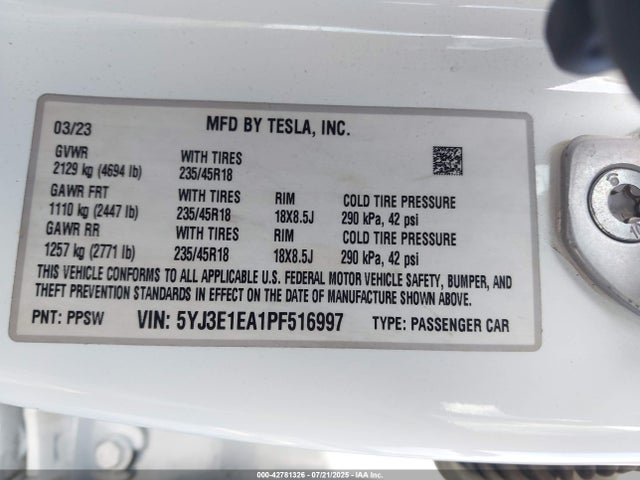 03/23 MFD BY TESLA, INC.
GVWR WITH TIRES
2129 kg (4694 lb) 235/45R18
GAWR FRT WITH TIRES RIM COLD TIRE PRESSURE
1110 kg (2447 lb) 235/45R18 18X8.5J 290 kPa, 42 psi
GAWR RR WITH TIRES RIM COLD TIRE PRESSURE
1257 kg (2771 lb) 235/45R18 18X8.5J 290 kPa, 42 psi
THIS VEHICLE CONFORMS TO ALL APPLICABLE U.S. FEDERAL MOTOR VEHICLE SAFETY, BUMPER, AND
THEFT PREVENTION STANDARDS IN EFFECT ON THE DATE OF MANUFACTURE SHOWN ABOVE.
PNT: PPSW VIN: 5YJ3E1EA1PF516997 TYPE: PASSENGER CAR
000-42781326 - 07/21/2025 - IAA Inc.